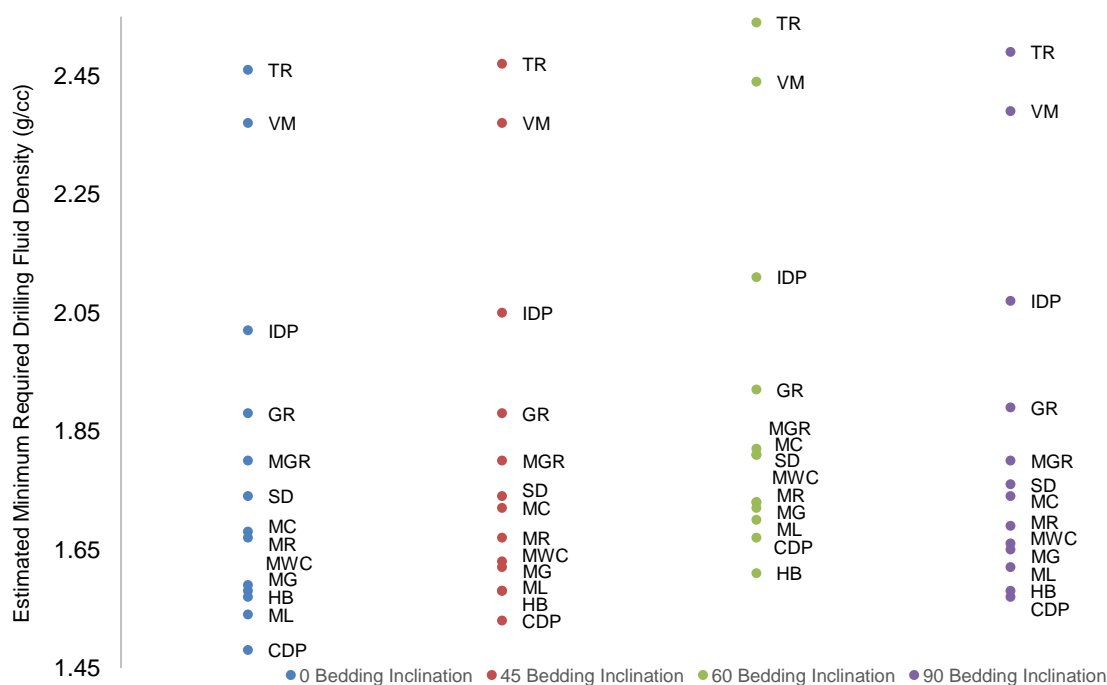 Estimated Minimum Required Drilling Fluid Density (g/cc)
2.45
2.25
2.05
1.85
1.65
1.45
TR
VM
IDP
GR
MGR
SD
MC
MR
MWC
MG
HB
ML
CDP
TR
VM
IDP
GR
MGR
SD
MC
MR
MWC
MG
ML
HB
CDP
TR
VM
IDP
GR
MGR
MC
SD
MWC
MR
MG
ML
CDP
HB
TR
VM
IDP
GR
MGR
SD
MC
MR
MWC
MG
ML
HB
CDP
0 Bedding Inclination
45 Bedding Inclination
60 Bedding Inclination
90 Bedding Inclination